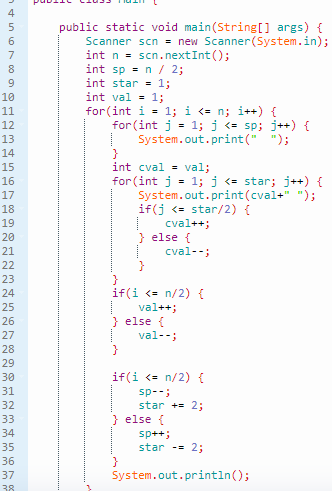 3 public class Main {
4
5 public static void main(String[] args) {
6 Scanner scn = new Scanner(System.in);
7 int n = scn.nextInt();
8 int sp = n / 2;
9 int star = 1;
10 int val = 1;
11 for(int i = 1; i <= n; i++) {
12 for(int j = 1; j <= sp; j++) {
13 System.out.print("  ");
14 }
15 int cval = val;
16 for(int j = 1; j <= star; j++) {
17 System.out.print(cval+" ");
18 if(j <= star/2) {
19 cval++;
20 } else {
21 cval--;
22 }
23 }
24 if(i <= n/2) {
25 val++;
26 } else {
27 val--;
28 }
29
30 if(i <= n/2) {
31 sp--;
32 star += 2;
33 } else {
34 sp++;
35 star -= 2;
36 }
37 System.out.println();
38 }